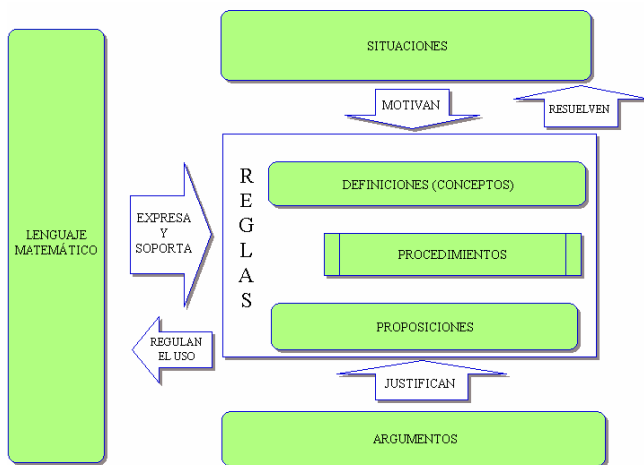 SITUACIONES
MOTIVAN
RESUELVEN
LENGUAJE
MATEMÁTICO
EXPRESA
Y
SOPORTA
REGULAN
EL USO
R
E
G
L
A
S
DEFINICIONES (CONCEPTOS)
PROCEDIMIENTOS
PROPOSICIONES
JUSTIFICAN
ARGUMENTOS